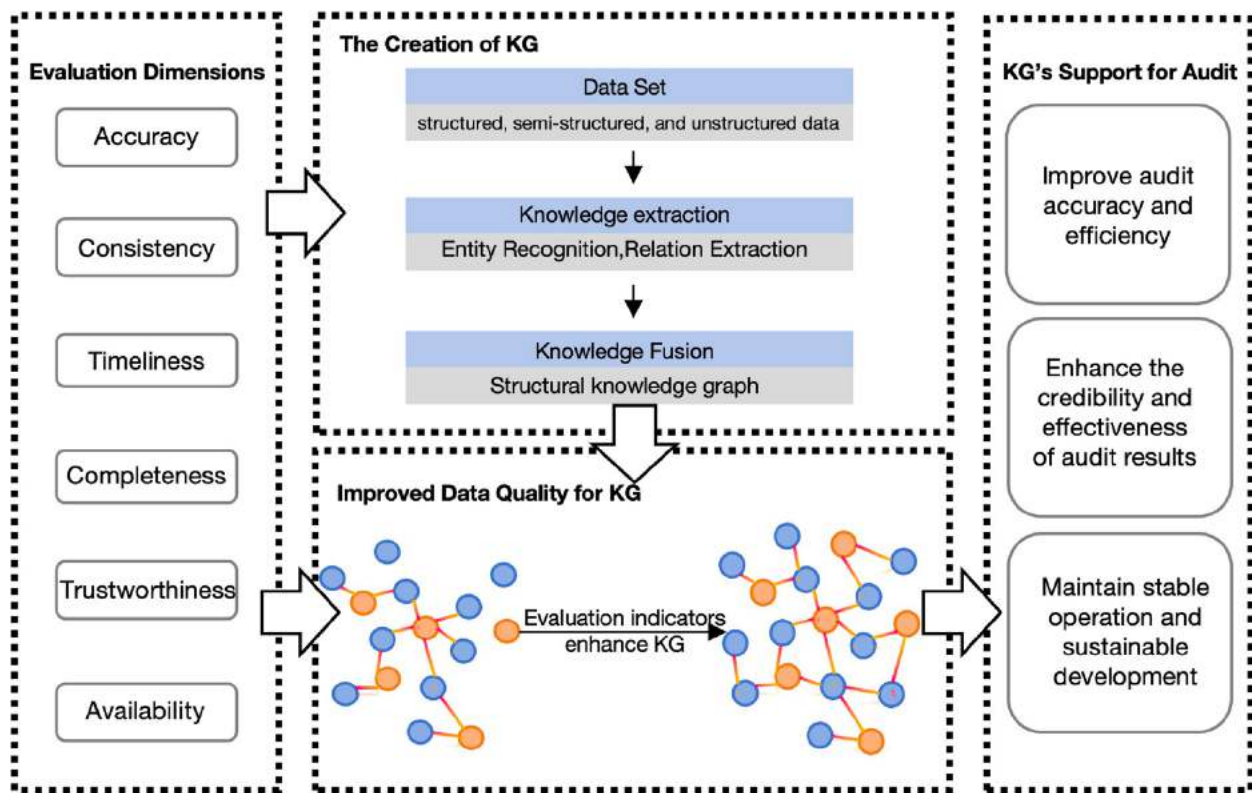 Evaluation Dimensions
Accuracy
Consistency
Timeliness
Completeness
Trustworthiness
Availability
The Creation of KG
Data Set
structured, semi-structured, and unstructured data
Knowledge extraction
Entity Recognition,Relation Extraction
Knowledge Fusion
Structural knowledge graph
Improved Data Quality for KG
Evaluation indicators
enhance KG
KG's Support for Audit
Improve audit
accuracy and
efficiency
Enhance the
credibility and
effectiveness
of audit results
Maintain stable
operation and
sustainable
development